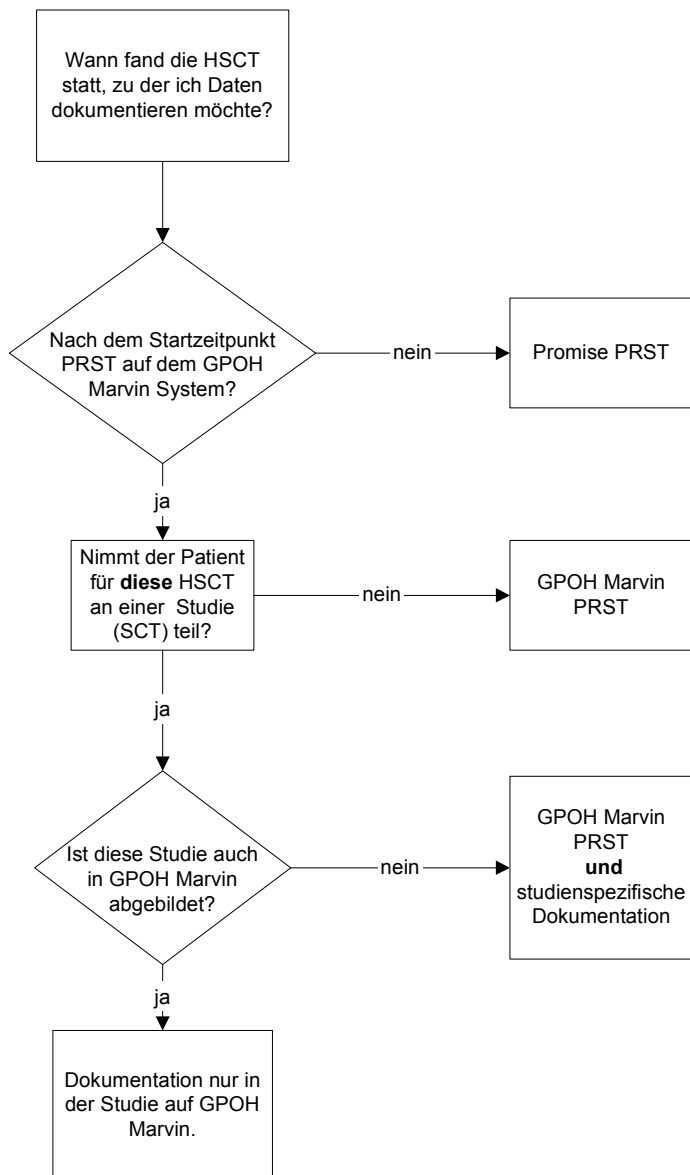 Wann fand die HSCT
statt, zu der ich Daten
dokumentieren möchte?
Nach dem Startzeitpunkt
PRST auf dem GPOH
Marvin System?
nein
Promise PRST
ja
Nimmt der Patient
für diese HSCT
an einer Studie
(SCT) teil?
nein
GPOH Marvin
PRST
ja
Ist diese Studie auch
in GPOH Marvin
abgebildet?
nein
GPOH Marvin
PRST
und
studienspezifische
Dokumentation
ja
Dokumentation nur in
der Studie auf GPOH
Marvin.